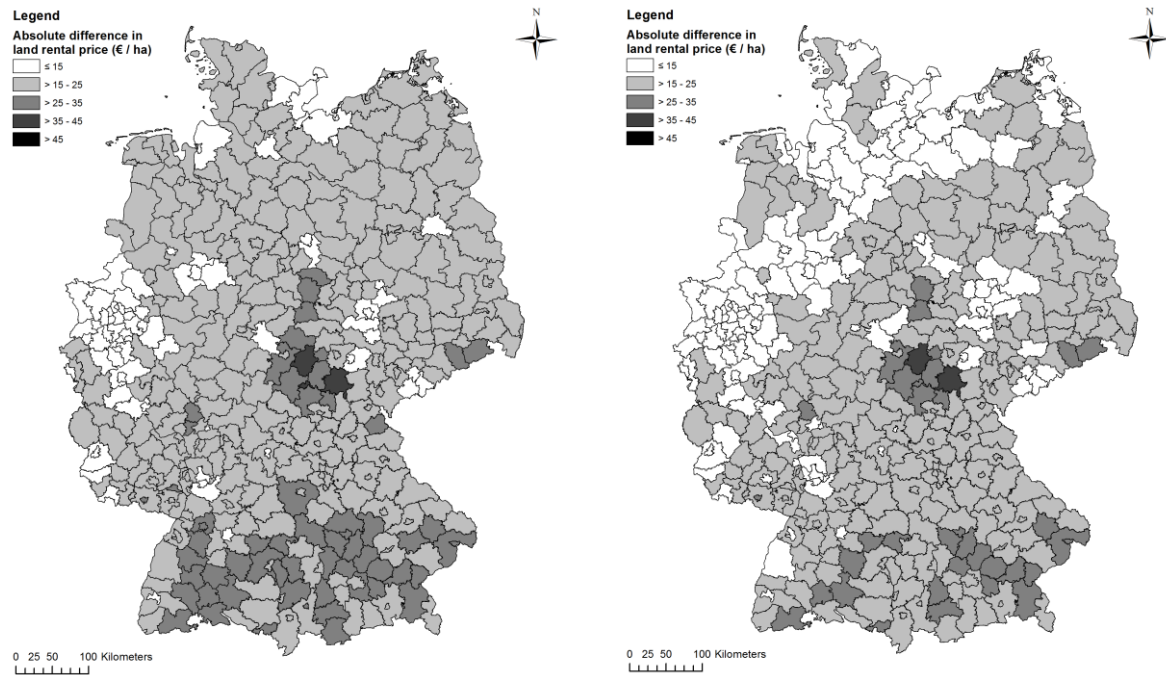 Legend
Absolute difference in
land rental price (€ / ha)
≤ 15
> 15 - 25
> 25 - 35
> 35 - 45
> 45
N
0 25 50 100 Kilometers
Legend
Absolute difference in
land rental price (€ / ha)
≤ 15
> 15 - 25
> 25 - 35
> 35 - 45
> 45
N
0 25 50 100 Kilometers